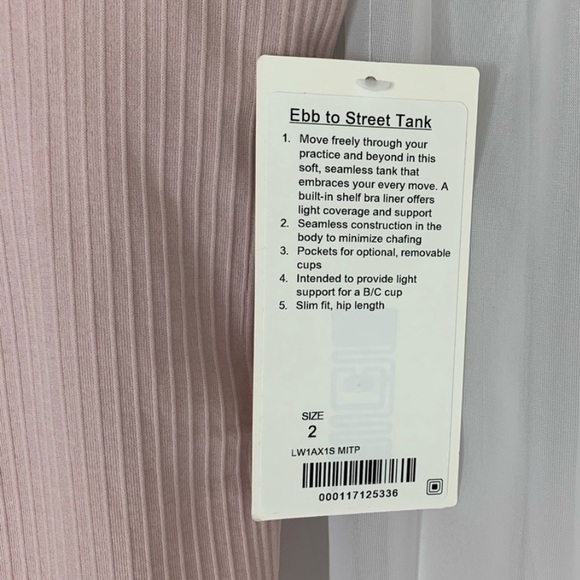 Ebb to Street Tank
1. Move freely through your
practice and beyond in this
soft, seamless tank that
embraces your every move. A
built-in shelf bra liner offers
light coverage and support
2. Seamless construction in the
body to minimize chafing
3. Pockets for optional, removable
cups
4. Intended to provide light
support for a B/C cup
5. Slim fit, hip length
SIZE
2
LW1AX1S MITP
000117125336